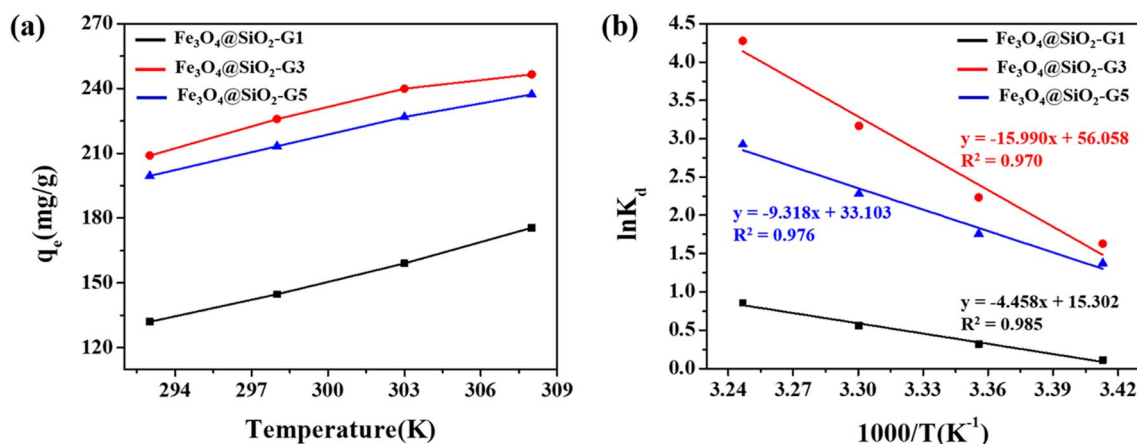 (a)
270
240
210
180
150
120
qₑ(mg/g)
Fe₃O₄@SiO₂-G1
Fe₃O₄@SiO₂-G3
Fe₃O₄@SiO₂-G5
294 297 300 303 306 309
Temperature(K)
(b)
4.5
4.0
3.5
3.0
2.5
2.0
1.5
1.0
0.5
0.0
lnK_d
Fe₃O₄@SiO₂-G1
Fe₃O₄@SiO₂-G3
Fe₃O₄@SiO₂-G5
y = -15.990x + 56.058
R² = 0.970
y = -9.318x + 33.103
R² = 0.976
y = -4.458x + 15.302
R² = 0.985
3.24 3.27 3.30 3.33 3.36 3.39 3.42
1000/T(K⁻¹)